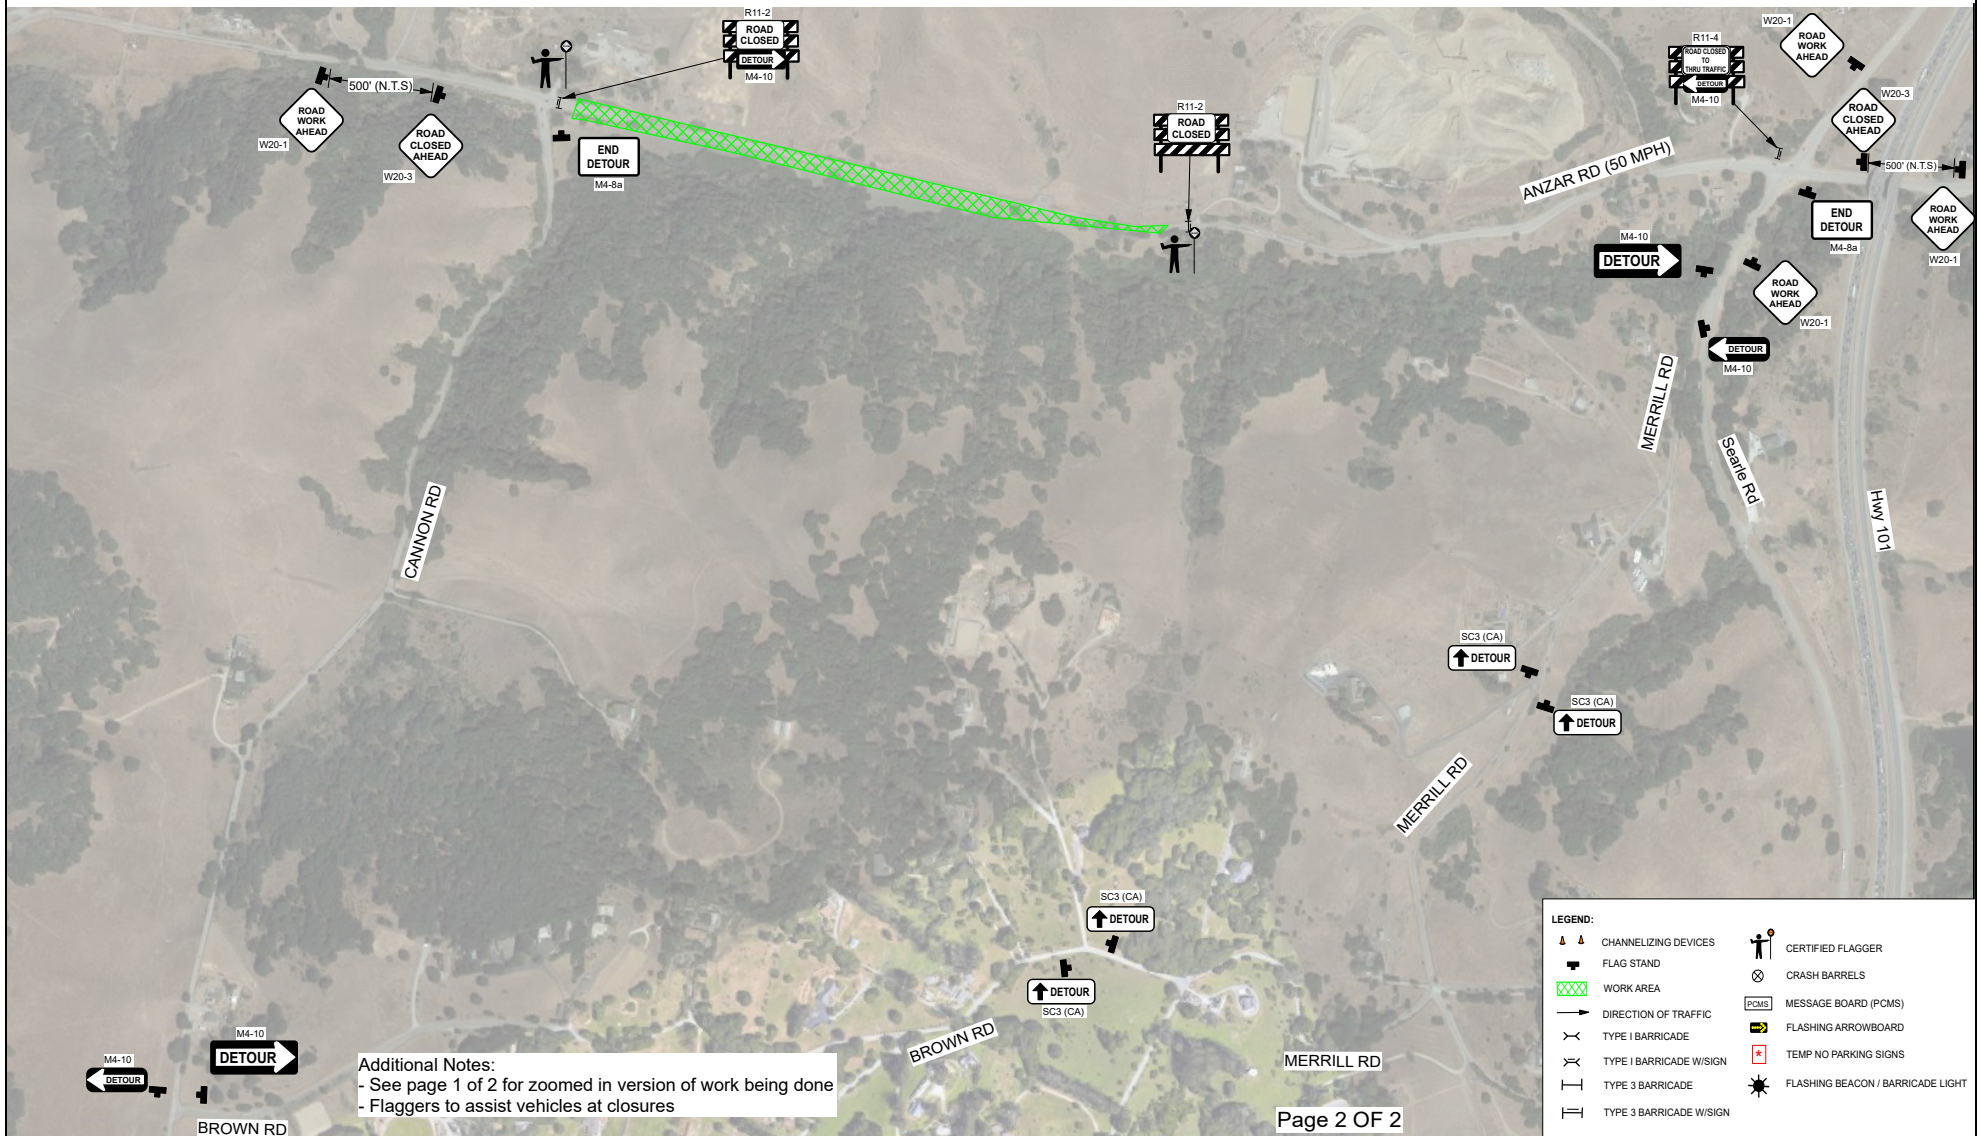 R11-2
ROAD
CLOSED
DETOUR
M4-10
W20-1
ROAD
WORK
AHEAD
R11-4
ROAD CLOSED
TO
THRU TRAFFIC
DETOUR
M4-10
500' (N.T.S)
ROAD
WORK
AHEAD
W20-1
ROAD
CLOSED
AHEAD
W20-3
END
DETOUR
M4-8a
R11-2
ROAD
CLOSED
W20-3
ROAD
CLOSED
AHEAD
500' (N.T.S)
ANZAR RD (50 MPH)
END
DETOUR
M4-8a
ROAD
WORK
AHEAD
W20-1
M4-10
DETOUR
ROAD
WORK
AHEAD
W20-1
DETOUR
M4-10
MERRILL RD
Searle Rd
Hwy 101
CANNON RD
SC3 (CA)
DETOUR
SC3 (CA)
DETOUR
MERRILL RD
SC3 (CA)
DETOUR
DETOUR
SC3 (CA)
BROWN RD
MERRILL RD
M4-10
DETOUR
M4-10
DETOUR
BROWN RD
Additional Notes:
- See page 1 of 2 for zoomed in version of work being done
- Flaggers to assist vehicles at closures
Page 2 OF 2
LEGEND:
CHANNELIZING DEVICES
FLAG STAND
WORK AREA
DIRECTION OF TRAFFIC
TYPE I BARRICADE
TYPE I BARRICADE W/SIGN
TYPE 3 BARRICADE
TYPE 3 BARRICADE W/SIGN
CERTIFIED FLAGGER
CRASH BARRELS
PCMS MESSAGE BOARD (PCMS)
FLASHING ARROWBOARD
* TEMP NO PARKING SIGNS
FLASHING BEACON / BARRICADE LIGHT